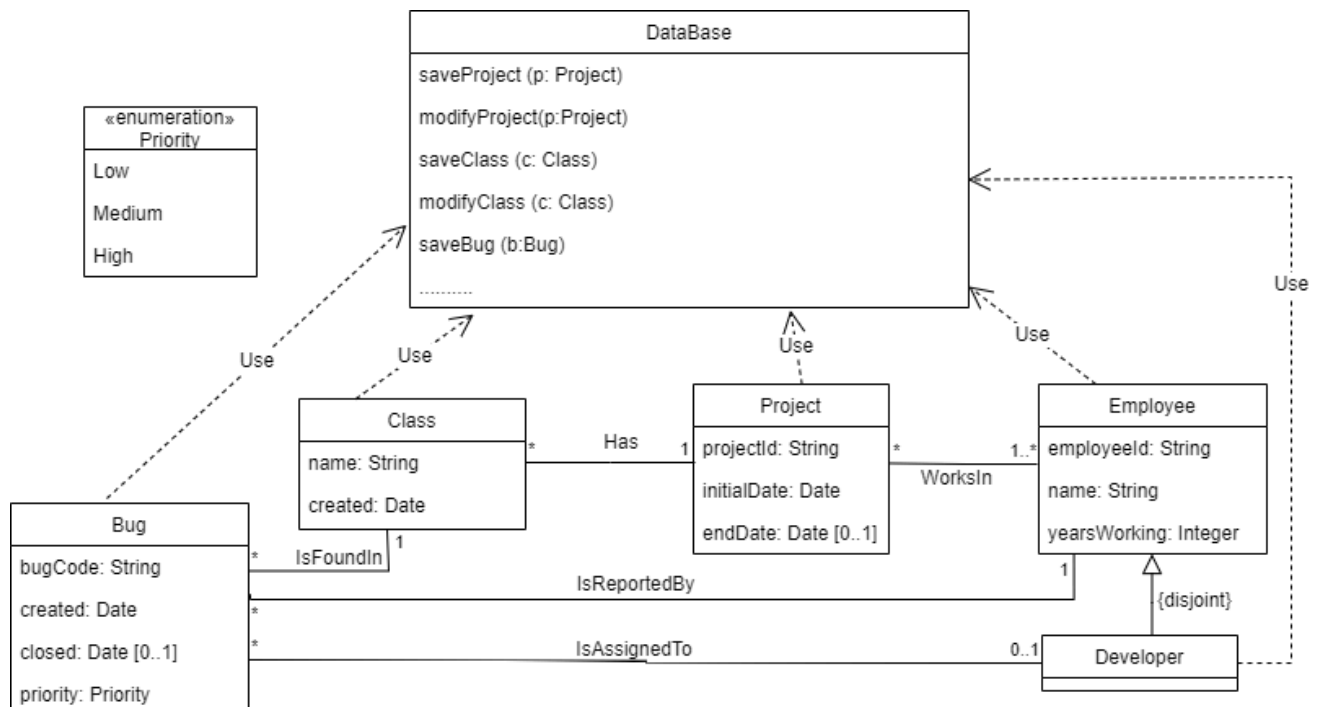 DataBase
saveProject (p: Project)
modifyProject(p:Project)
saveClass (c: Class)
modifyClass (c: Class)
saveBug (b:Bug)
..........
«enumeration»
Priority
Low
Medium
High
Use
Use
Use
Use
Use
Class
name: String
created: Date
*
Has
1
Project
projectId: String
initialDate: Date
endDate: Date [0..1]
*
WorksIn
1..*
Employee
employeeId: String
name: String
yearsWorking: Integer
Bug
bugCode: String
created: Date
closed: Date [0..1]
priority: Priority
*
IsFoundIn
1
*
IsReportedBy
1
{disjoint}
*
IsAssignedTo
0..1
Developer